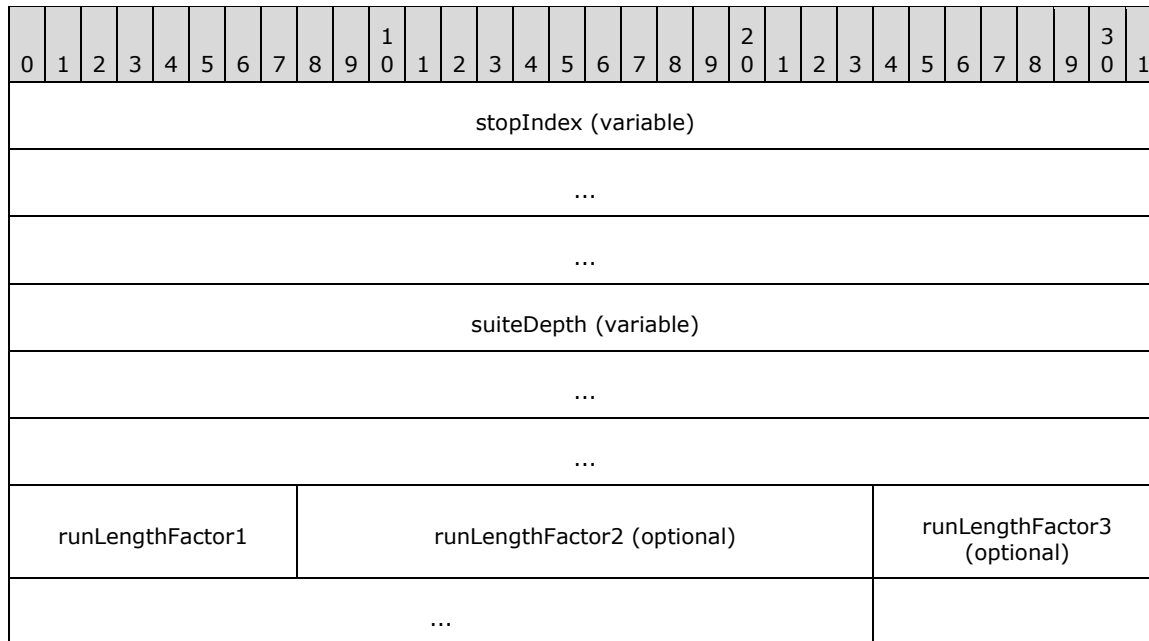 1 2 3
0 1 2 3 4 5 6 7 8 9 0 1 2 3 4 5 6 7 8 9 0 1 2 3 4 5 6 7 8 9 0 1
stopIndex (variable)
...
...
suiteDepth (variable)
...
...
runLengthFactor1 runLengthFactor2 (optional) runLengthFactor3
(optional)
...